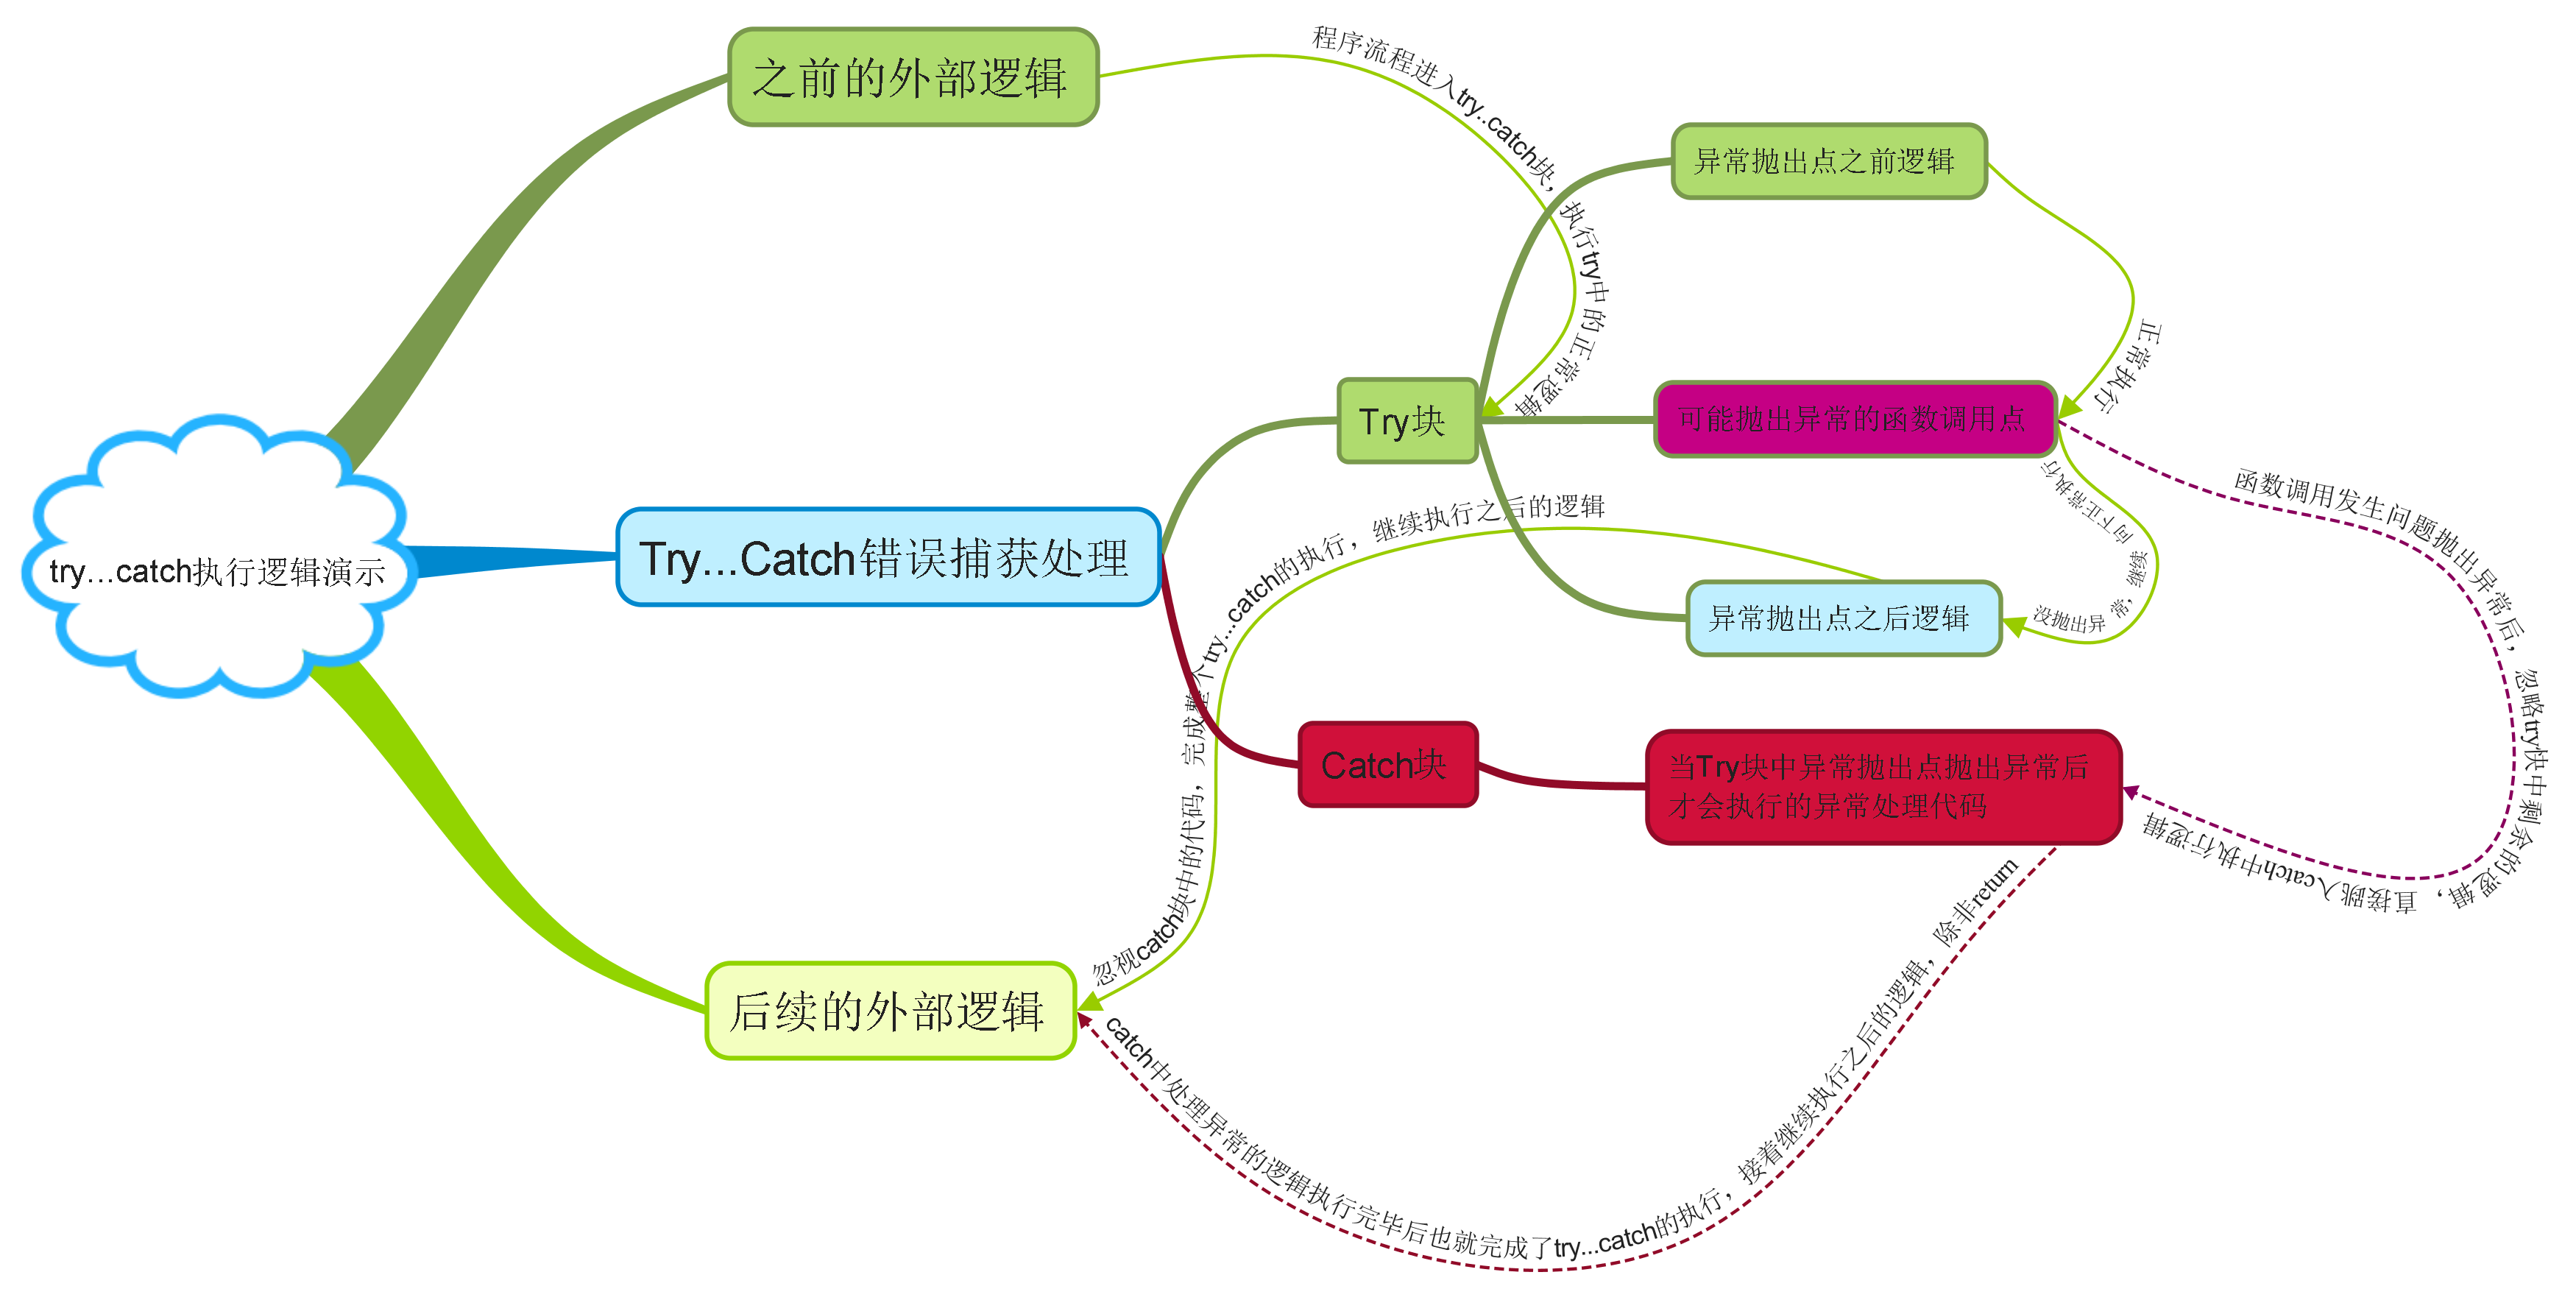 try...catch执行逻辑演示
之前的外部逻辑
程序流程进入try..catch块，执行try中的正常逻辑
Try...Catch错误捕获处理
Try块
异常抛出点之前逻辑
正常执行
可能抛出异常的函数调用点
没抛出异常，继续向下正常执行
异常抛出点之后逻辑
函数调用发生问题抛出异常后，忽略try快中剩余的逻辑，直接跳入catch中执行逻辑
忽视catch块中的代码，完成整个try...catch的执行，继续执行之后的逻辑
Catch块
当Try块中异常抛出点抛出异常后
才会执行的异常处理代码
catch中处理异常的逻辑执行完毕后也就完成了try...catch的执行，接着继续执行之后的逻辑，除非return
后续的外部逻辑